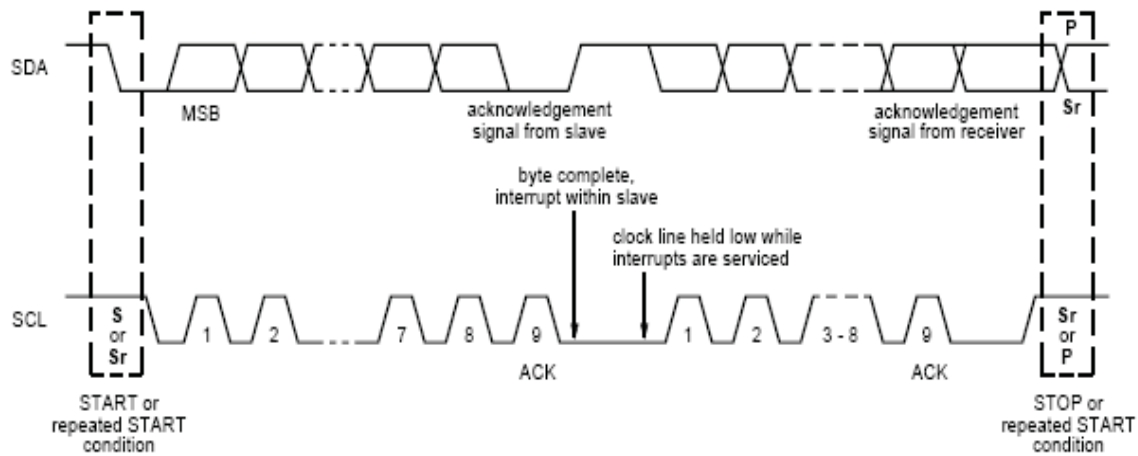 P
SDA
MSB
acknowledgement
signal from slave
acknowledgement
signal from receiver
Sr
byte complete,
interrupt within slave
clock line held low while
interrupts are serviced
SCL
S
or
Sr
1
2
7
8
9
1
2
3 - 8
9
Sr
or
P
ACK
ACK
START or
repeated START
condition
STOP or
repeated START
condition